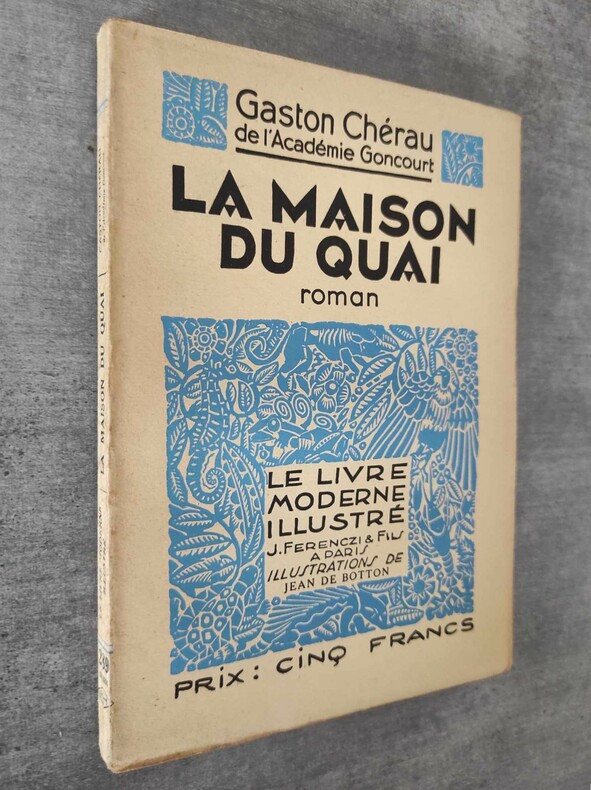 Gaston Chérau
de l'Académie Goncourt
LA MAISON
DU QUAI
roman
LE LIVRE
MODERNE
ILLUSTRÉ
J. FERENCZI & FILS
A PARIS
ILLUSTRATIONS DE
JEAN DE BOTTON
PRIX : CINQ FRANCS
LA MAISON DU QUAI